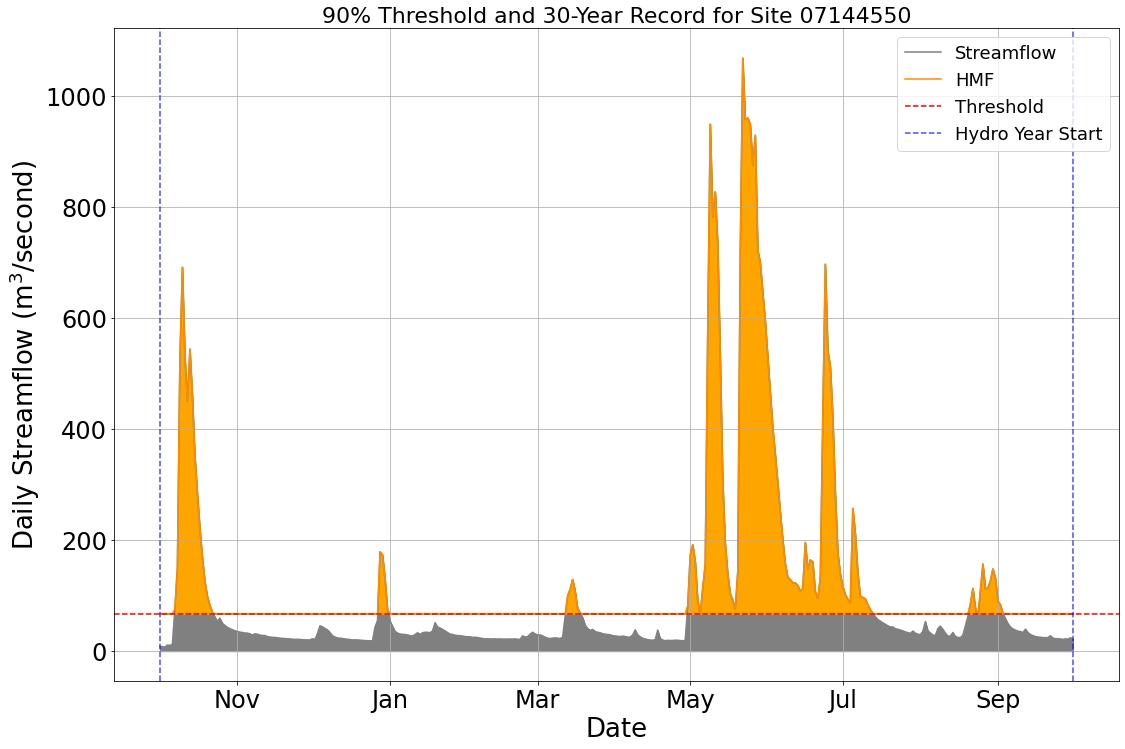 90% Threshold and 30-Year Record for Site 07144550
Streamflow
HMF
Threshold
Hydro Year Start
Daily Streamflow (m³/second)
1000
800
600
400
200
0
Nov Jan Mar May Jul Sep
Date